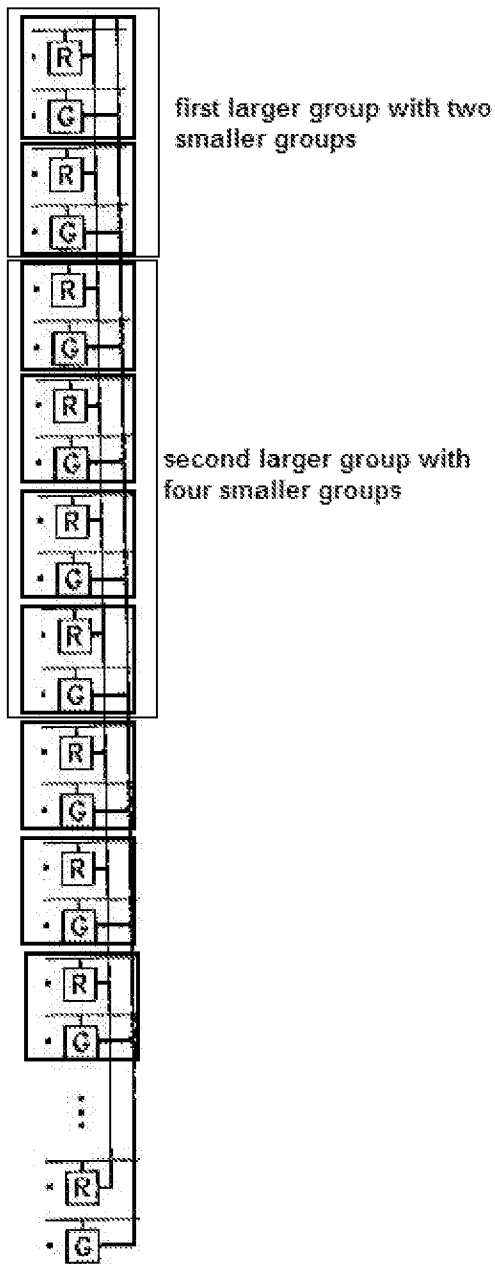 R
first larger group with two
G
smaller groups
R
G
R
G
R
second larger group with
G
four smaller groups
R
G
R
G
R
G
R
G
R
G
R
G